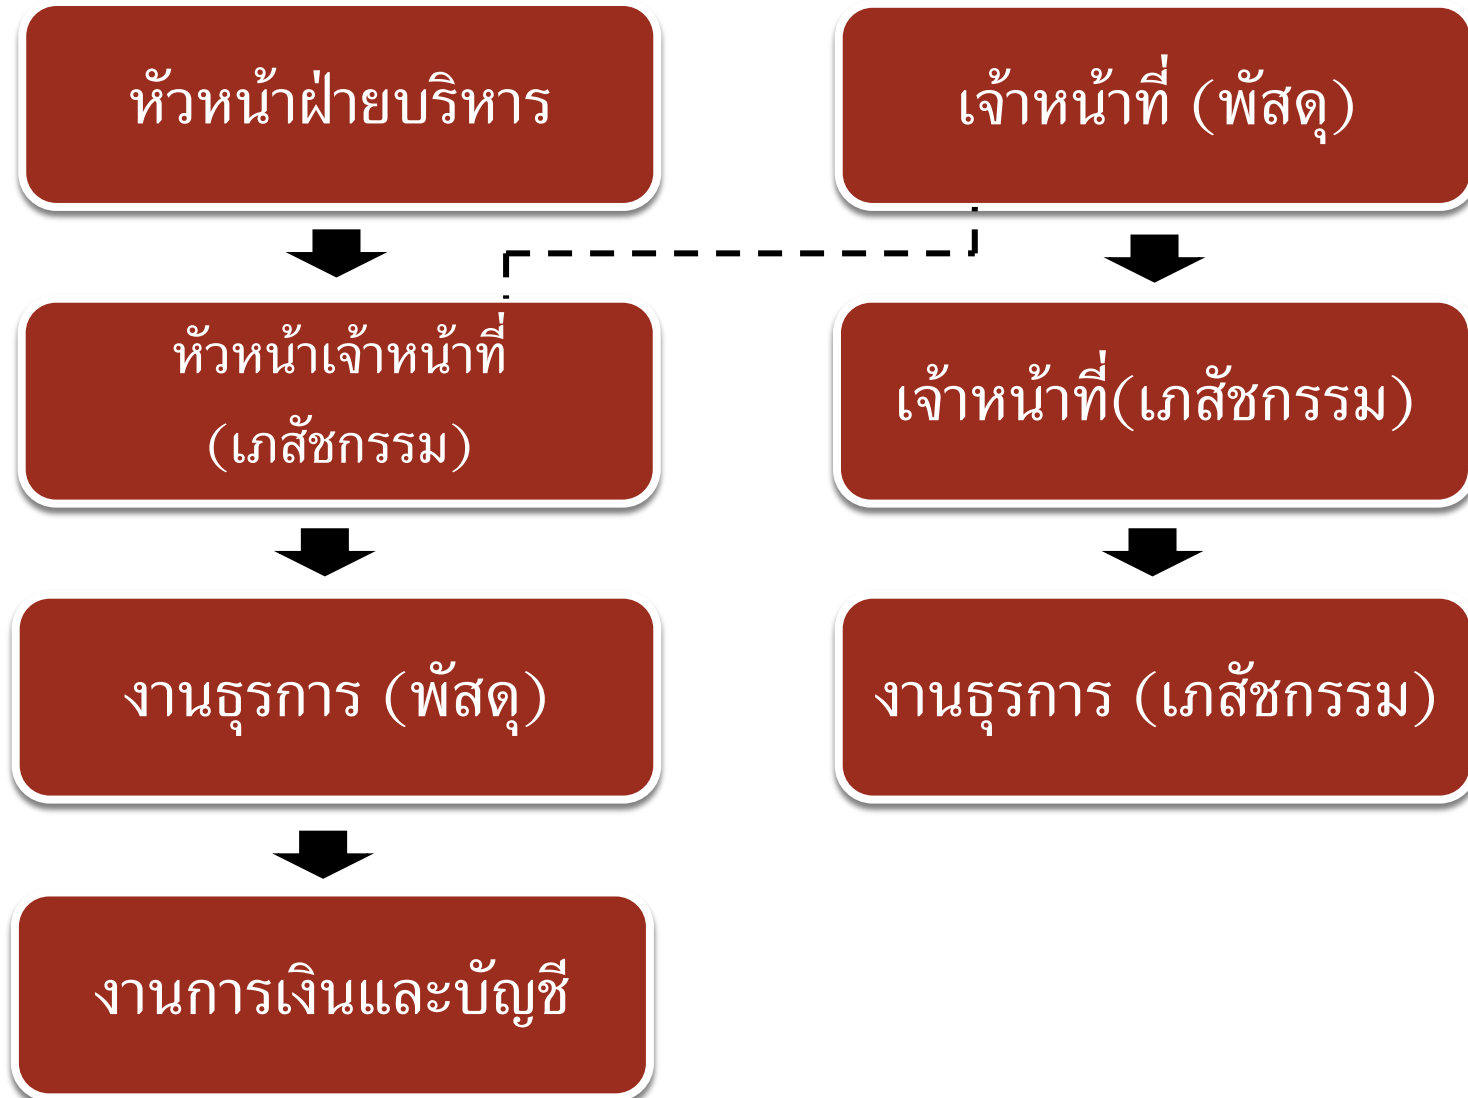 หัวหน้าฝ่ายบริหาร
หัวหน้าเจ้าหน้าที่
(เภสัชกรรม)
งานธุรการ (พัสดุ)
งานการเงินและบัญชี
เจ้าหน้าที่ (พัสดุ)
เจ้าหน้าที่(เภสัชกรรม)
งานธุรการ (เภสัชกรรม)